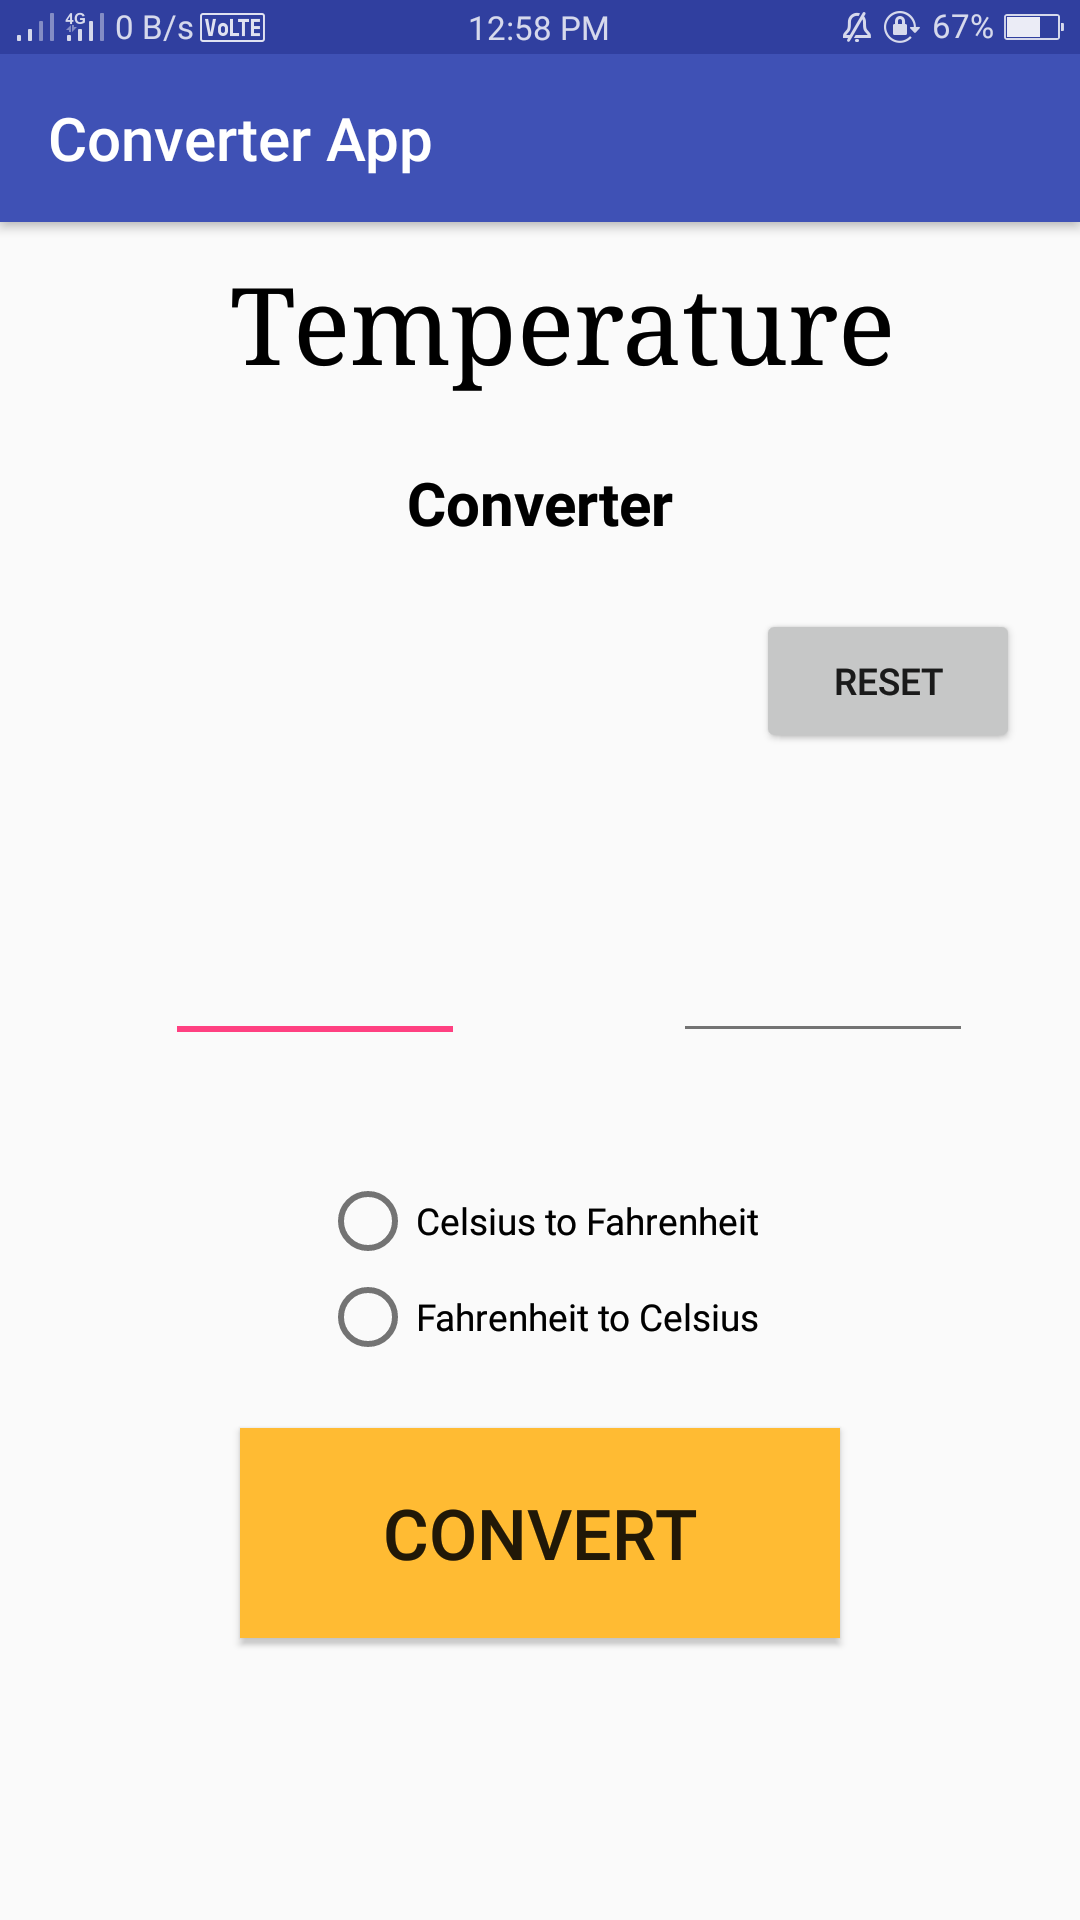 4G 0 B/s VoLTE 12:58 PM 67%
Converter App
Temperature
Converter
RESET
Celsius to Fahrenheit
Fahrenheit to Celsius
CONVERT